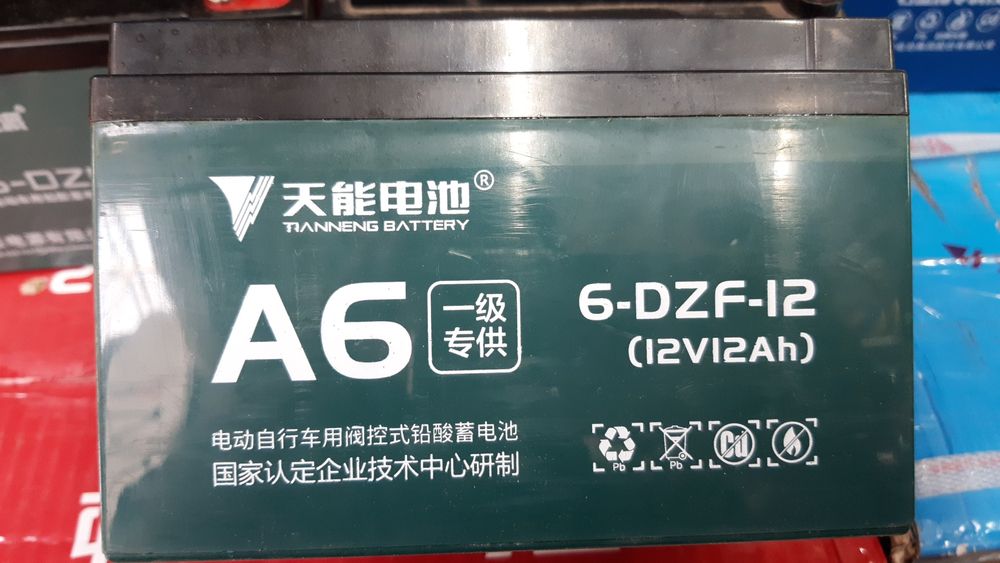 天能电池®
TIANNENG BATTERY
A6
一级
专供
6-DZF-12
(12V12Ah)
电动自行车用阀控式铅酸蓄电池
国家认定企业技术中心研制
Pb
Pb
Cd